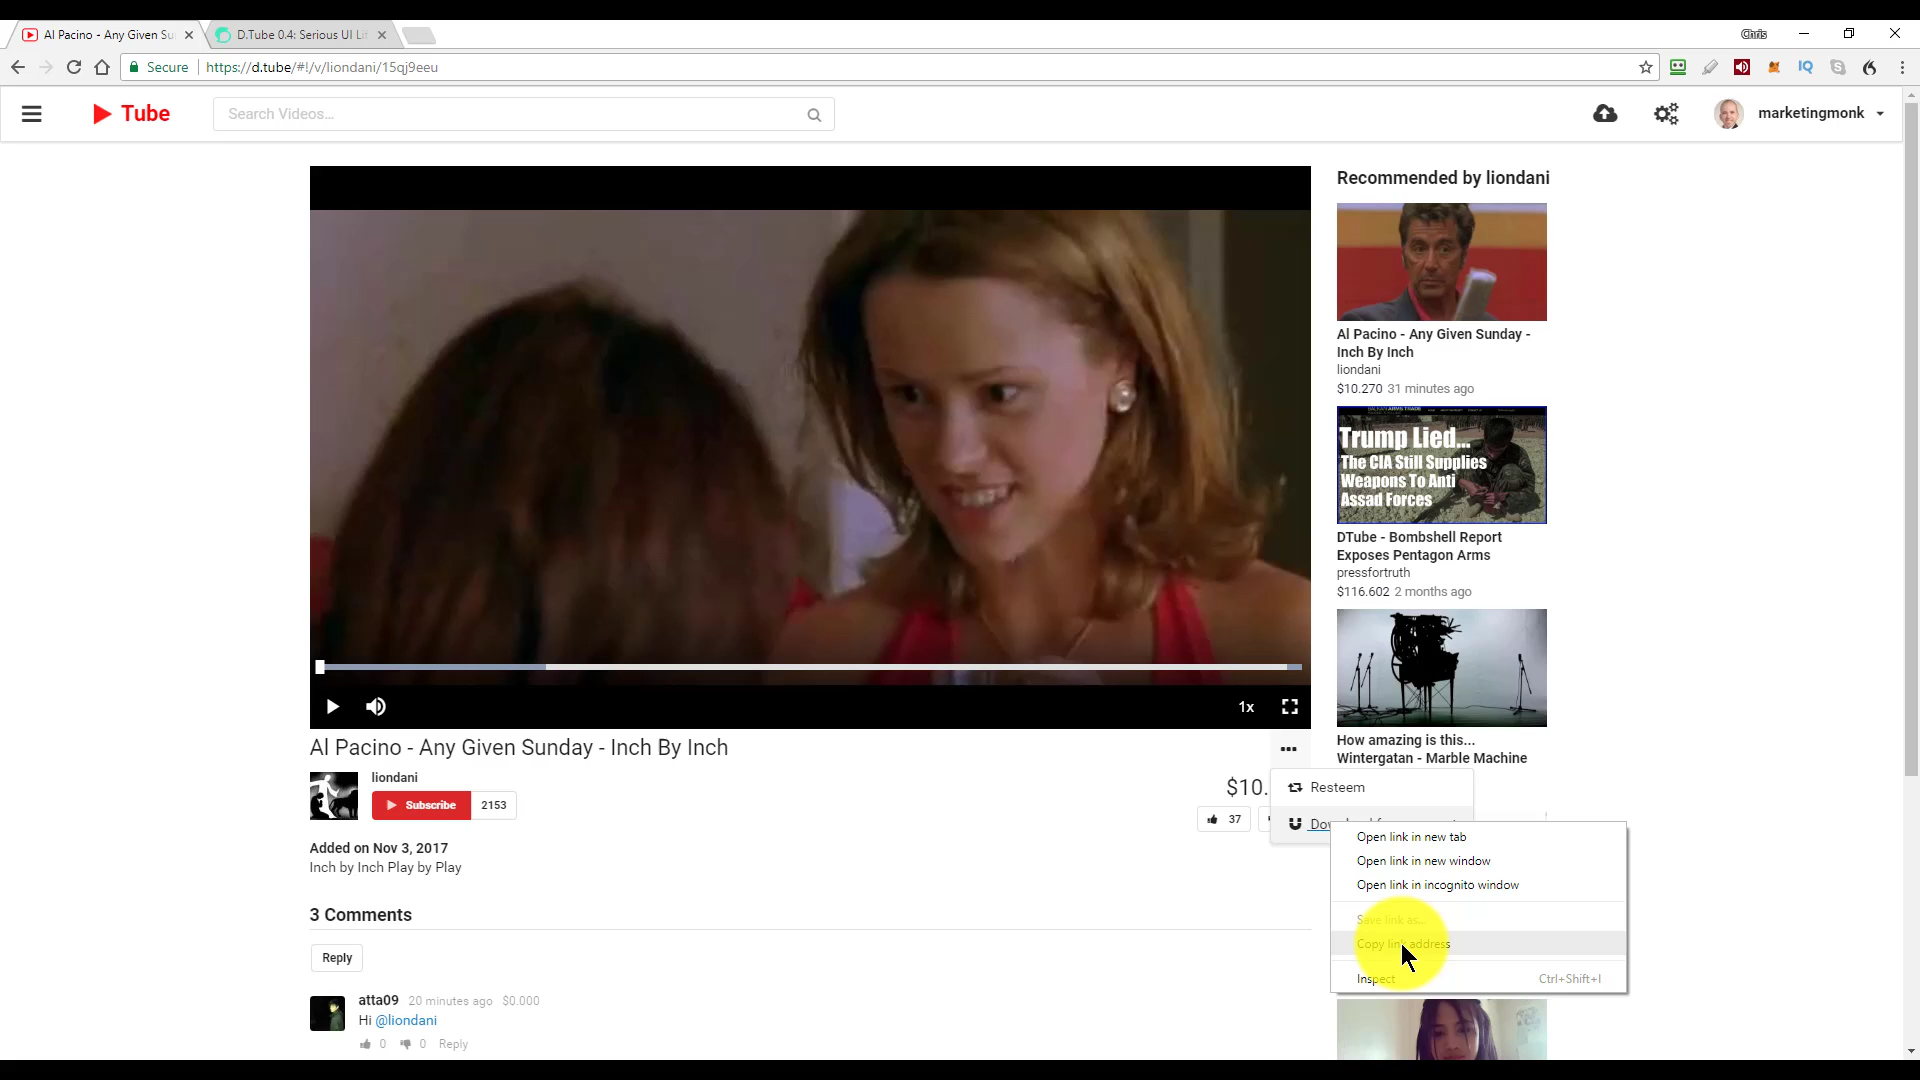 Al Pacino - Any Given Su
D.Tube 0.4: Serious UI Li
Chris
Secure
https://d.tube/#!/v/liondani/15qj9eeu
IQ
Tube
Search Videos...
marketingmonk
Recommended by liondani
Al Pacino - Any Given Sunday -
Inch By Inch
liondani
$10.270 31 minutes ago
Trump Lied...
The CIA Still Supplies
Weapons To Anti
Assad Forces
DTube - Bombshell Report
Exposes Pentagon Arms
pressfortruth
$116.602 2 months ago
How amazing is this...
Wintergatan - Marble Machine
1x
Al Pacino - Any Given Sunday - Inch By Inch
liondani
Subscribe
2153
$10.
37
Resteem
Open link in new tab
Open link in new window
Open link in incognito window
Save link as...
Copy link address
Inspect
Ctrl+Shift+I
Added on Nov 3, 2017
Inch by Inch Play by Play
3 Comments
Reply
atta09 20 minutes ago $0.000
Hi @liondani
0 0 Reply